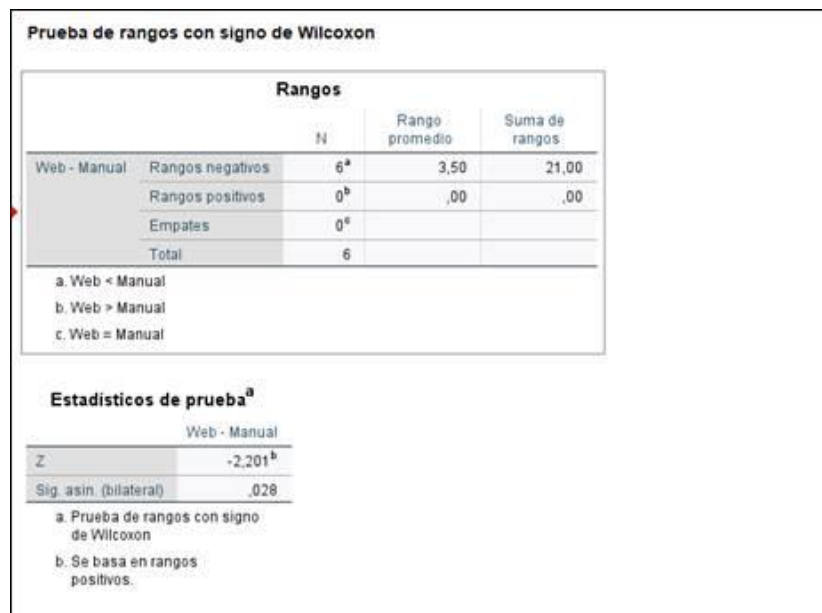 Prueba de rangos con signo de Wilcoxon
Rangos
N Rango promedio Suma de rangos
Web - Manual Rangos negativos 6a 3,50 21,00
Rangos positivos 0b ,00 ,00
Empates 0c
Total 6
a. Web < Manual
b. Web > Manual
c. Web = Manual
Estadísticos de pruebaa
Web - Manual
Z -2,201b
Sig. asin. (bilateral) ,028
a. Prueba de rangos con signo
de Wilcoxon
b. Se basa en rangos
positivos.